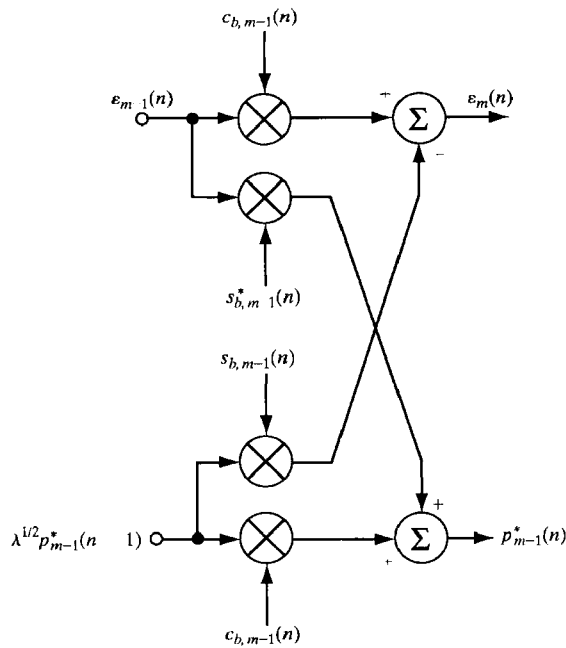 c_{b, m−1}(n)
ε_{m−1}(n)
+
Σ
ε_m(n)
−
s*_{b, m−1}(n)
s_{b, m−1}(n)
+
λ^{1/2}p*_{m−1}(n 1)
Σ
p*_{m−1}(n)
+
c_{b, m−1}(n)